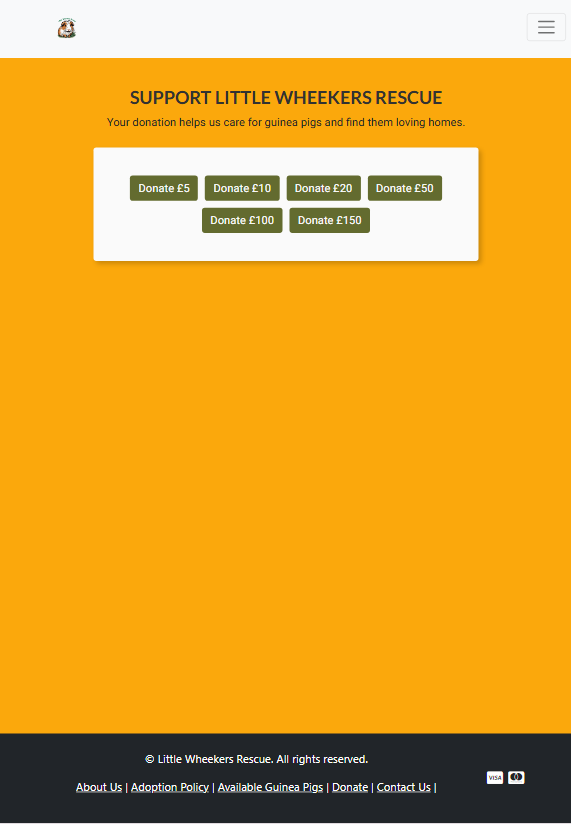 SUPPORT LITTLE WHEEKERS RESCUE
Your donation helps us care for guinea pigs and find them loving homes.
Donate £5 Donate £10 Donate £20 Donate £50
Donate £100 Donate £150
© Little Wheekers Rescue. All rights reserved.
VISA
About Us | Adoption Policy | Available Guinea Pigs | Donate | Contact Us |